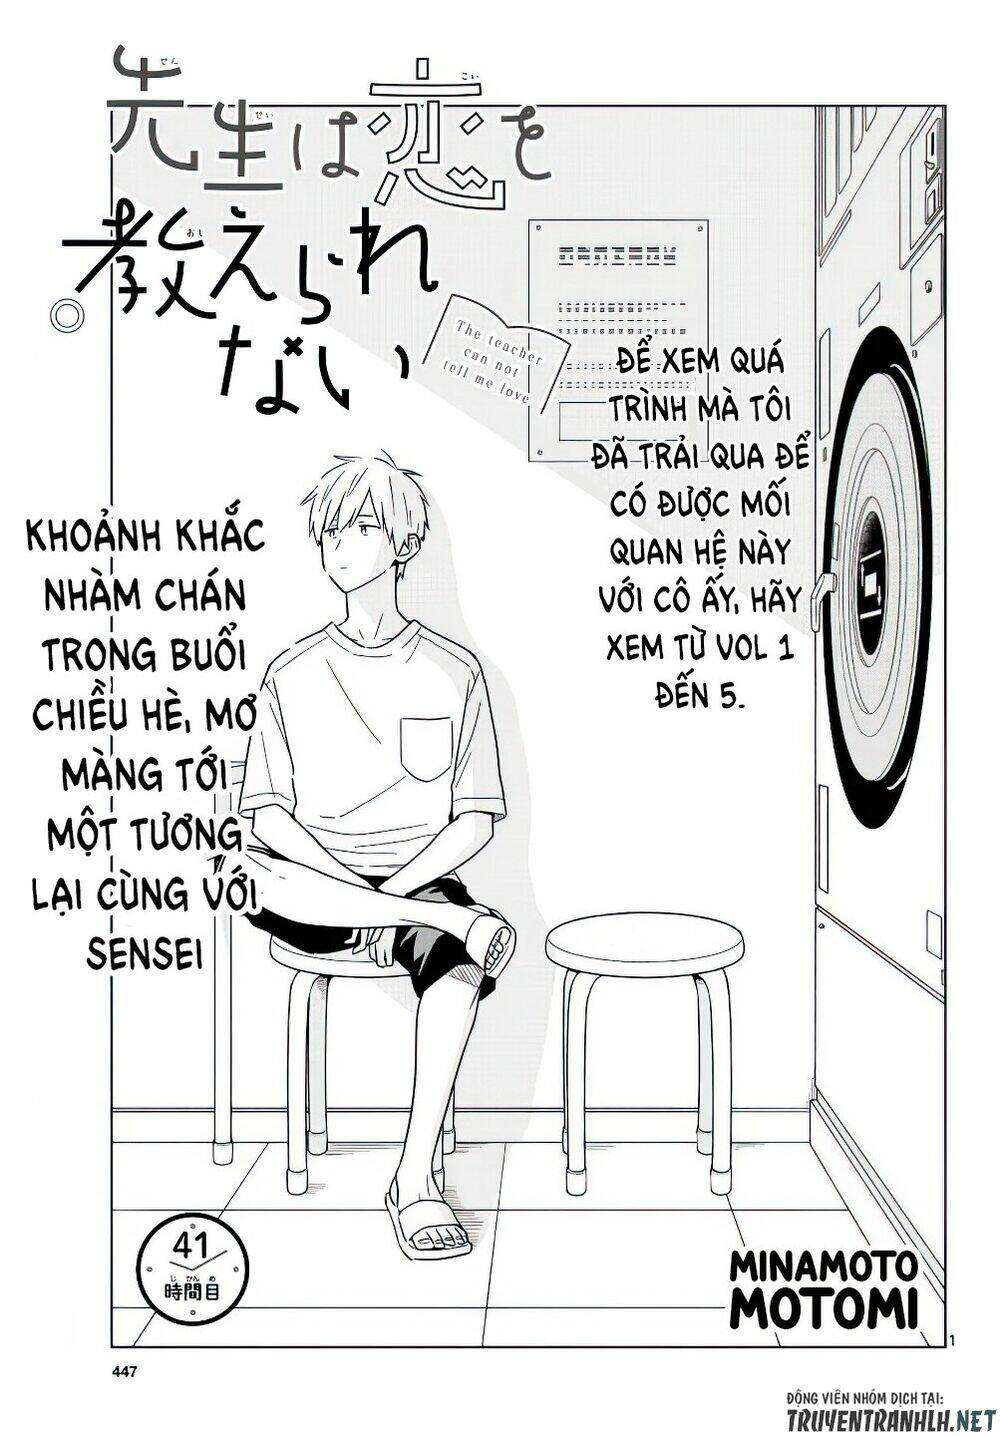 先生は恋を
せん
せい
こい
教えられ
おし
ない。
The teacher
can not
tell me love
ĐỂ XEM QUÁ
TRÌNH MÀ TÔI
ĐÃ TRẢI QUA ĐỂ
CÓ ĐƯỢC MỐI
QUAN HỆ NÀY
VỚI CÔ ẤY, HÃY
XEM TỪ VOL 1
ĐẾN 5.
KHOẢNH KHẮC
NHÀM CHÁN
TRONG BUỔI
CHIỀU HÈ, MƠ
MÀNG TỚI
MỘT TƯƠNG
LẠI CÙNG VỚI
SENSEI
41
じかんめ
時間目
MINAMOTO
MOTOMI
1
447
ĐỘNG VIÊN NHÓM DỊCH TẠI:
TRUYENTRANHLH.NET